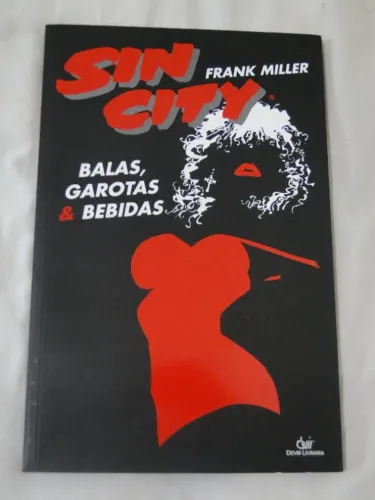 SIN
CITY
FRANK MILLER
BALAS,
GAROTAS
& BEBIDAS
DEVIR LIVRARIA